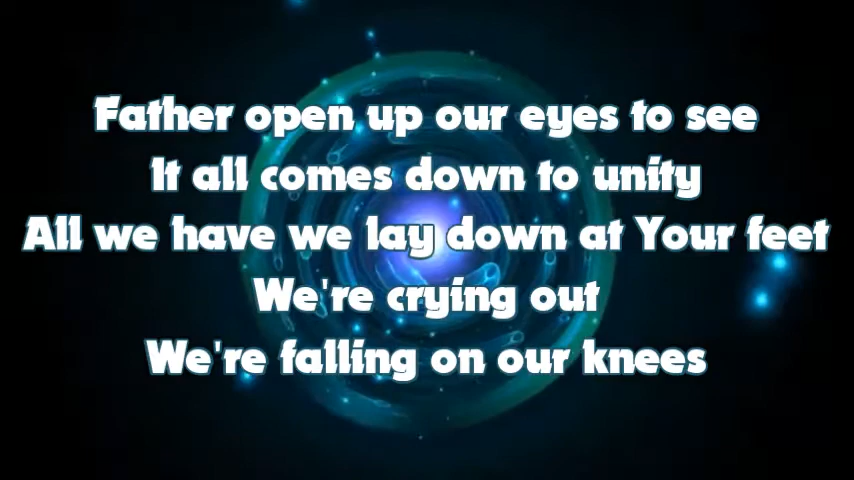 Father open up our eyes to see
It all comes down to unity
All we have we lay down at Your feet
We're crying out
We're falling on our knees